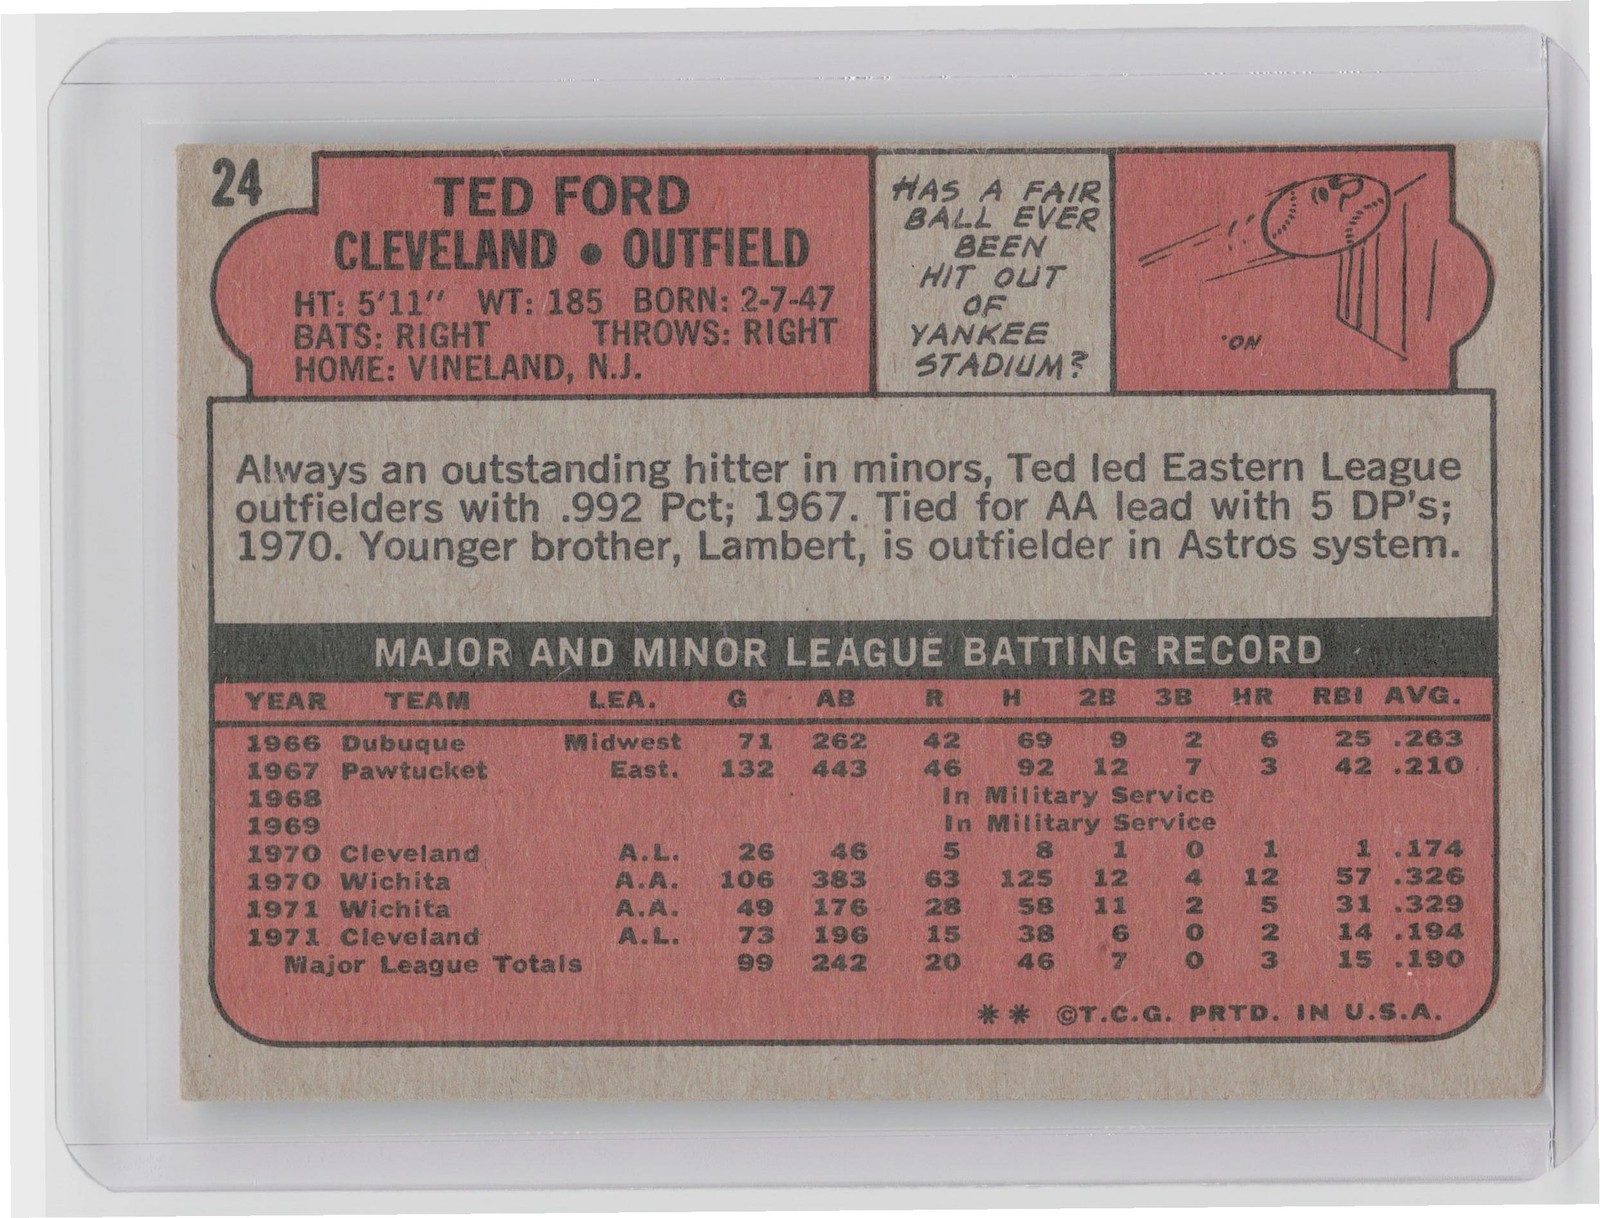 24
TED FORD
CLEVELAND • OUTFIELD
HT: 5'11" WT: 185 BORN: 2-7-47
BATS: RIGHT THROWS: RIGHT
HOME: VINELAND, N.J.
HAS A FAIR
BALL EVER
BEEN
HIT OUT
OF
YANKEE
STADIUM?
'ON
Always an outstanding hitter in minors, Ted led Eastern League
outfielders with .992 Pct; 1967. Tied for AA lead with 5 DP's;
1970. Younger brother, Lambert, is outfielder in Astros system.
MAJOR AND MINOR LEAGUE BATTING RECORD
YEAR TEAM LEA. G AB R H 2B 3B HR RBI AVG.
1966 Dubuque Midwest 71 262 42 69 9 2 6 25 .263
1967 Pawtucket East. 132 443 46 92 12 7 3 42 .210
1968 In Military Service
1969 In Military Service
1970 Cleveland A.L. 26 46 5 8 1 0 1 1 .174
1970 Wichita A.A. 106 383 63 125 12 4 12 57 .326
1971 Wichita A.A. 49 176 28 58 11 2 5 31 .329
1971 Cleveland A.L. 73 196 15 38 6 0 2 14 .194
Major League Totals 99 242 20 46 7 0 3 15 .190
** ©T.C.G. PRTD. IN U.S.A.